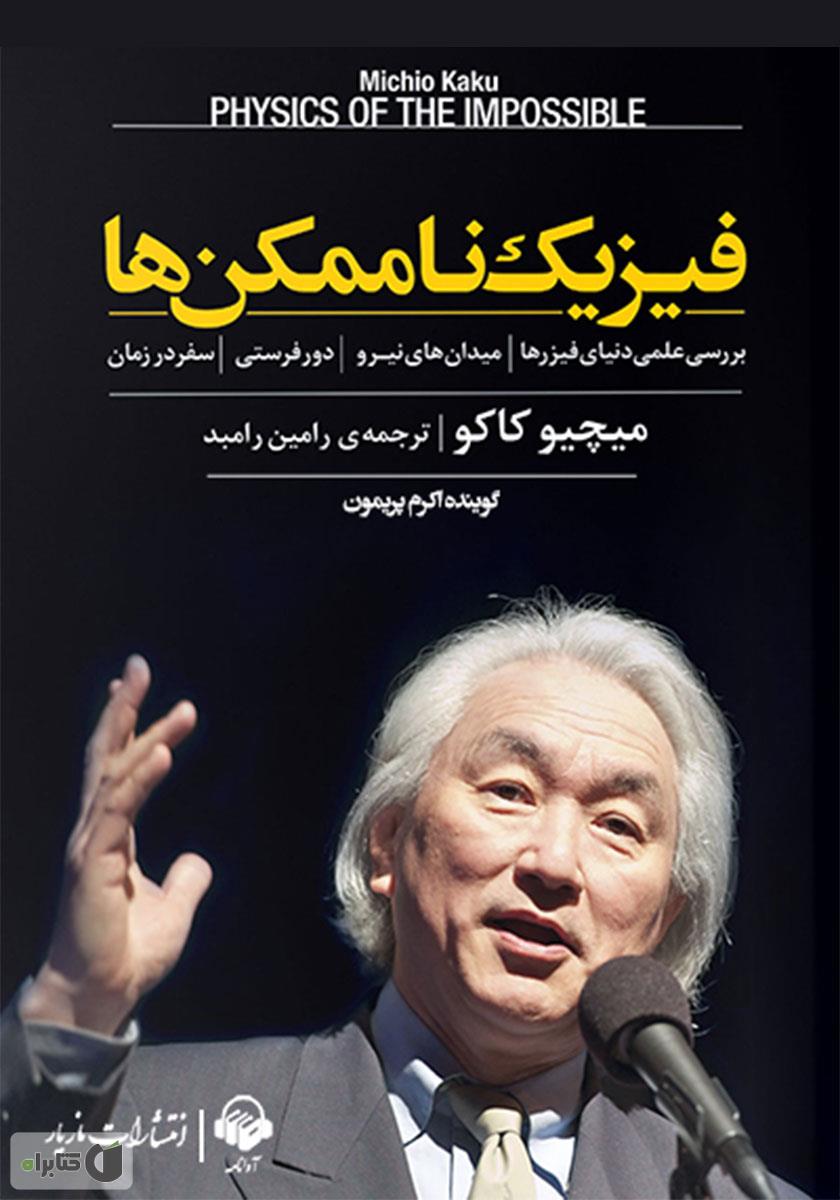 Michio Kaku
PHYSICS OF THE IMPOSSIBLE
فیزیک ناممکن‌ها
بررسی علمی دنیای فیزرها | میدان‌های نیرو | دورفرستی | سفر در زمان
میچیو کاکو | ترجمه‌ی رامین رامبد
گوینده اکرم پریمون
انتشارات مازیار | آوانامه
کتابراه